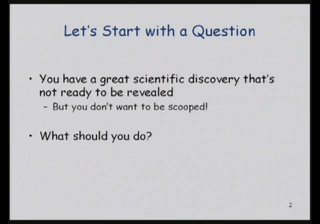 Let's Start with a Question
• You have a great scientific discovery that's
not ready to be revealed
– But you don't want to be scooped!
• What should you do?
2